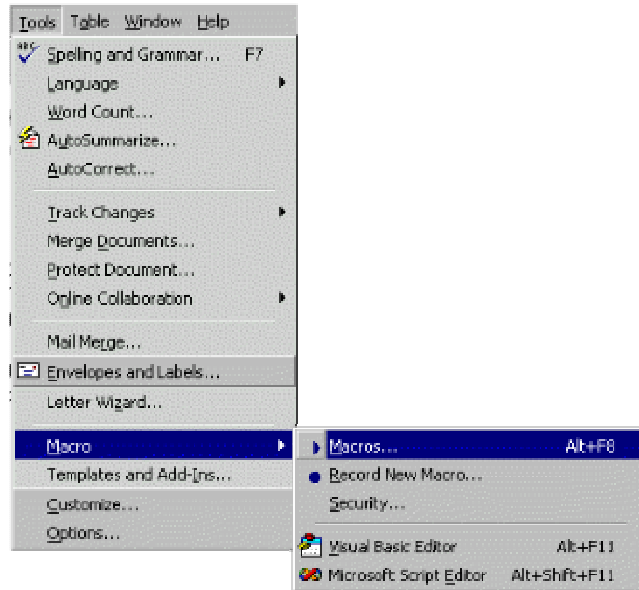 Tools Table Window Help
ABC Spelling and Grammar... F7
Language
Word Count...
AutoSummarize...
AutoCorrect...
Track Changes
Merge Documents...
Protect Document...
Online Collaboration
Mail Merge...
Envelopes and Labels...
Letter Wizard...
Macro
Templates and Add-Ins...
Customize...
Options...
Macros... Alt+F8
Record New Macro...
Security...
Visual Basic Editor Alt+F11
Microsoft Script Editor Alt+Shift+F11